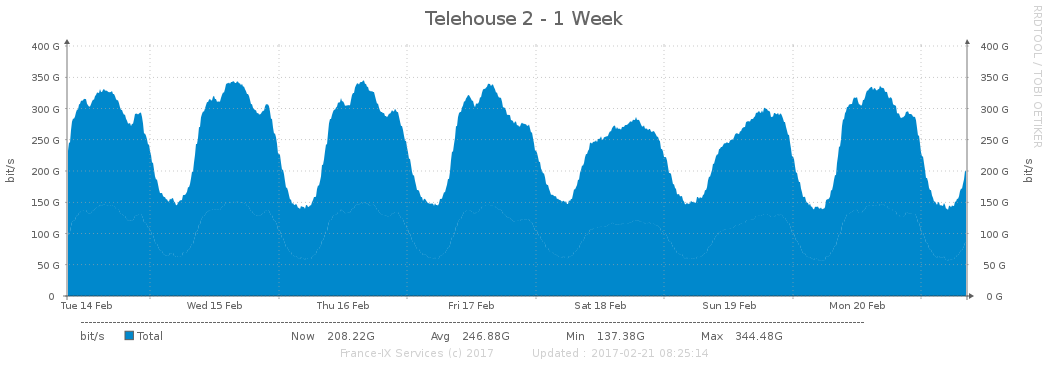 Telehouse 2 - 1 Week
RRDTOOL / TOBI OETIKER
bit/s
400 G 400 G
350 G 350 G
300 G 300 G
250 G 250 G
200 G 200 G
150 G 150 G
100 G 100 G
50 G 50 G
0 0 G
bit/s
Tue 14 Feb Wed 15 Feb Thu 16 Feb Fri 17 Feb Sat 18 Feb Sun 19 Feb Mon 20 Feb
bit/s Total Now 208.22G Avg 246.88G Min 137.38G Max 344.48G
France-IX Services (c) 2017 Updated : 2017-02-21 08:25:14